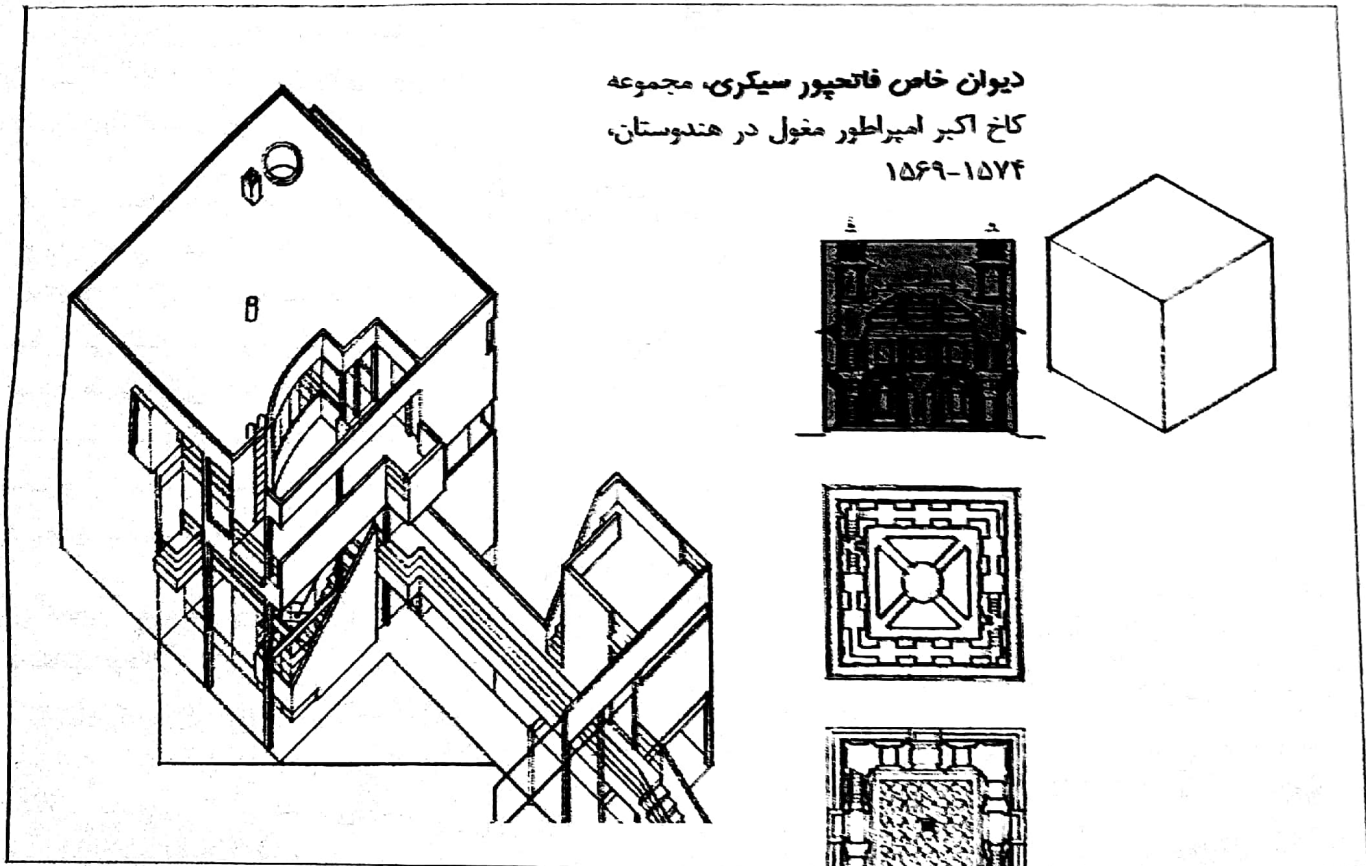 دیوان خاص فاتحپور سیکری، مجموعه
کاخ اکبر امپراطور مغول در هندوستان،
۱۵۶۹-۱۵۷۴